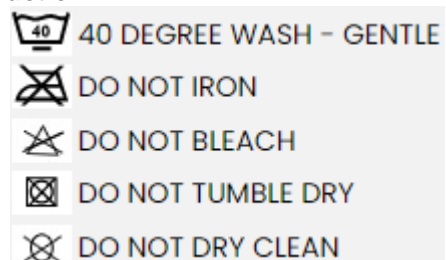 40 40 DEGREE WASH - GENTLE
DO NOT IRON
DO NOT BLEACH
DO NOT TUMBLE DRY
DO NOT DRY CLEAN